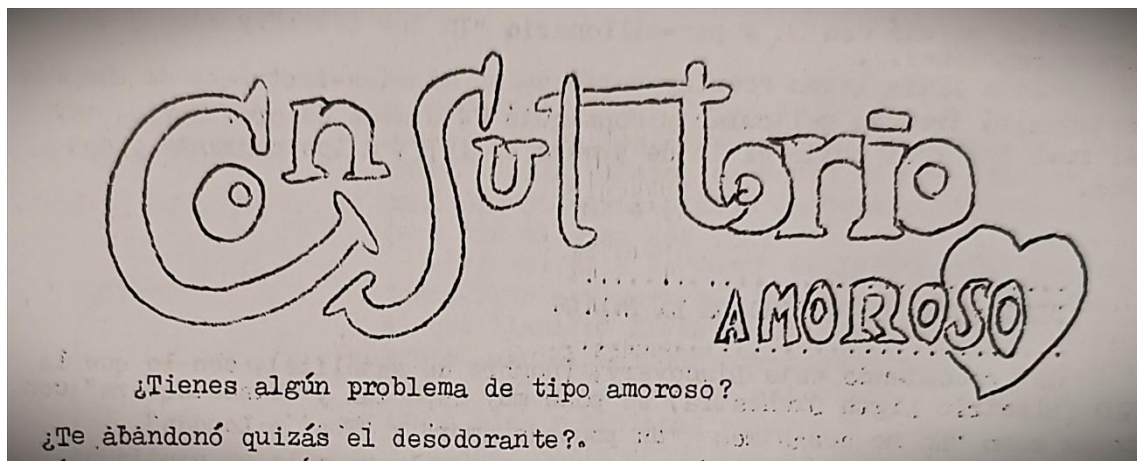 Consultorio
AMOROSO
¿Tienes algún problema de tipo amoroso?
¿Te abandonó quizás el desodorante?.